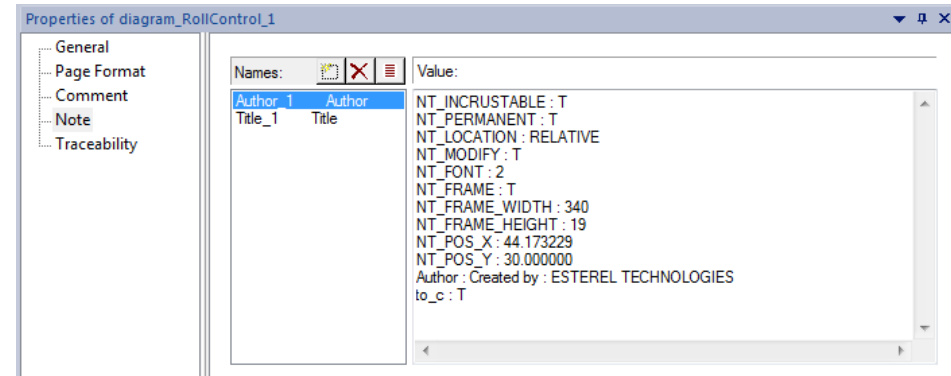 Properties of diagram_RollControl_1
General
Page Format
Comment
Note
Traceability
Names:
Author_1 Author
Title_1 Title
Value:
NT_INCRUSTABLE : T
NT_PERMANENT : T
NT_LOCATION : RELATIVE
NT_MODIFY : T
NT_FONT : 2
NT_FRAME : T
NT_FRAME_WIDTH : 340
NT_FRAME_HEIGHT : 19
NT_POS_X : 44.173229
NT_POS_Y : 30.000000
Author : Created by : ESTEREL TECHNOLOGIES
to_c : T